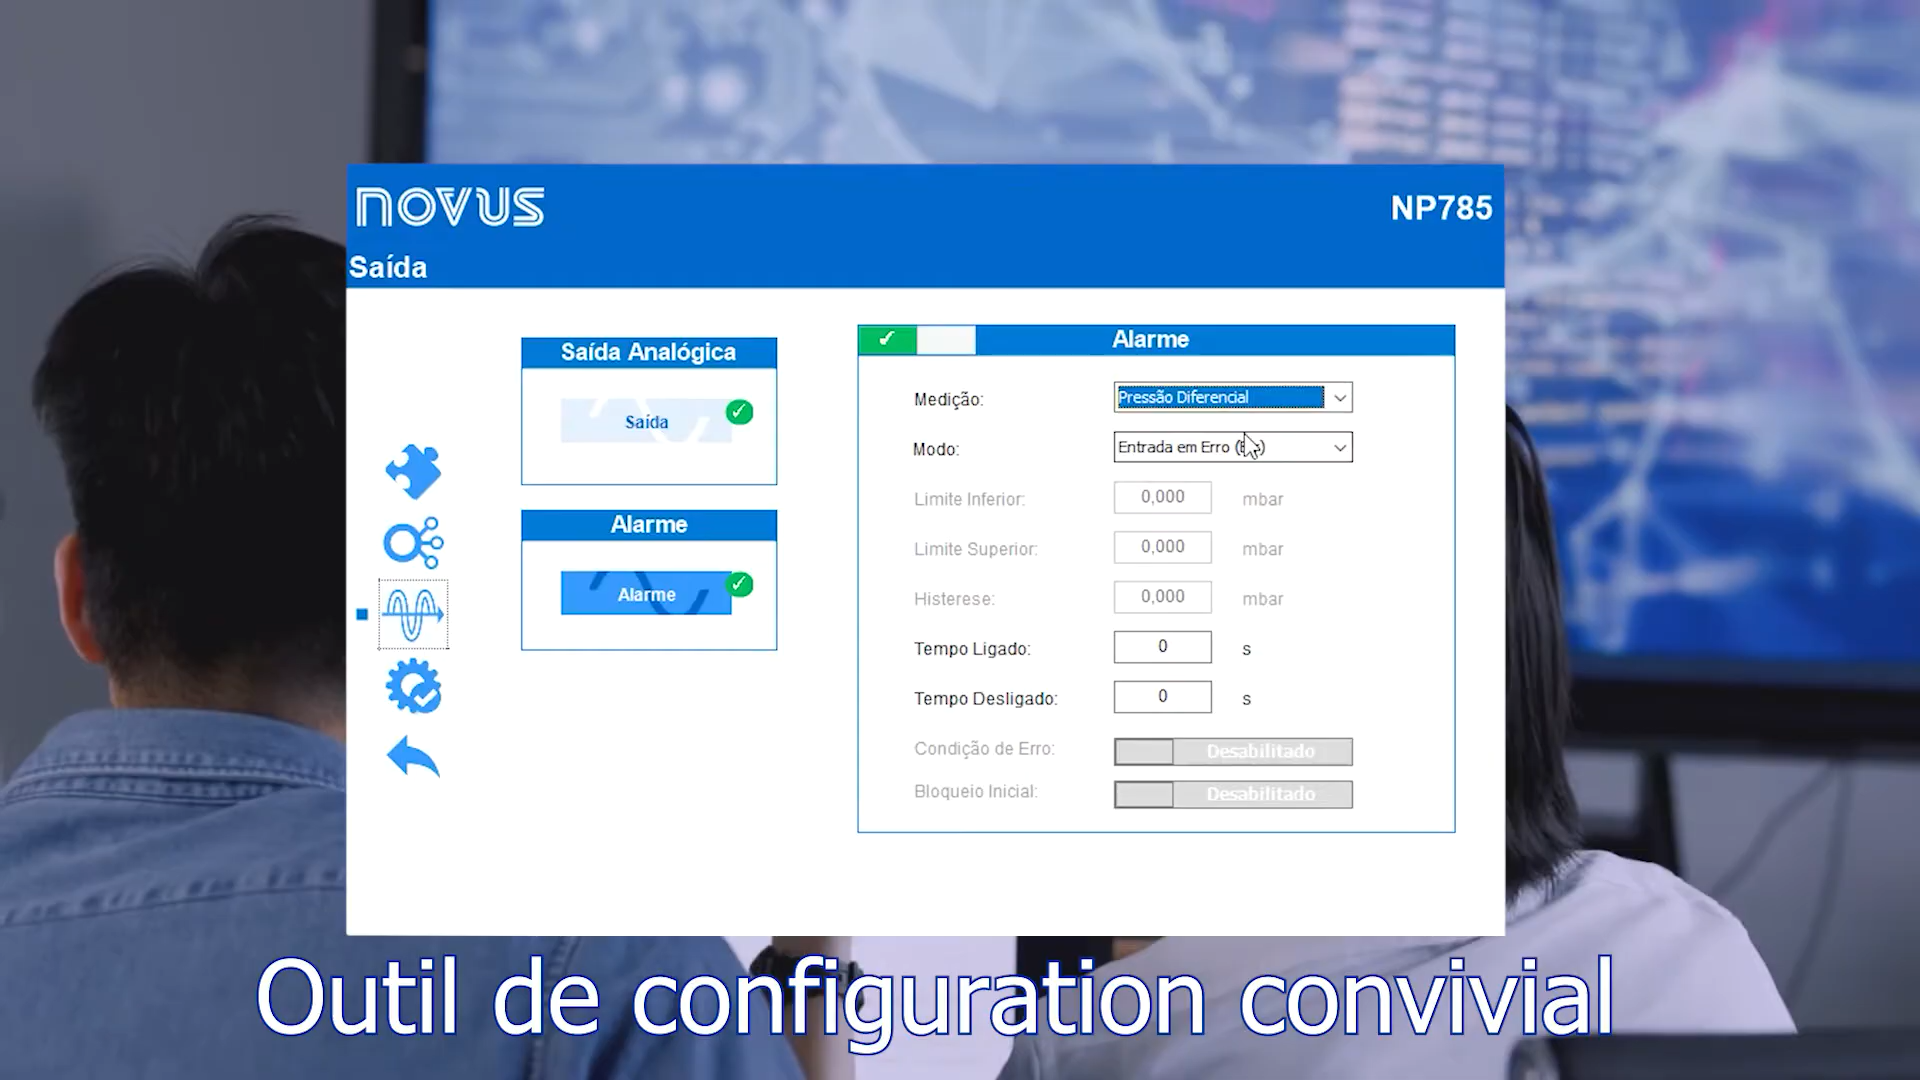 NOVUS
NP785
Saída
Saída Analógica
Saída
Alarme
Alarme
Alarme
Medição: Pressão Diferencial
Modo: Entrada em Erro
Limite Inferior: 0,000 mbar
Limite Superior: 0,000 mbar
Histerese: 0,000 mbar
Tempo Ligado: 0 s
Tempo Desligado: 0 s
Condição de Erro: Desabilitado
Bloqueio Inicial: Desabilitado
Outil de configuration convivial